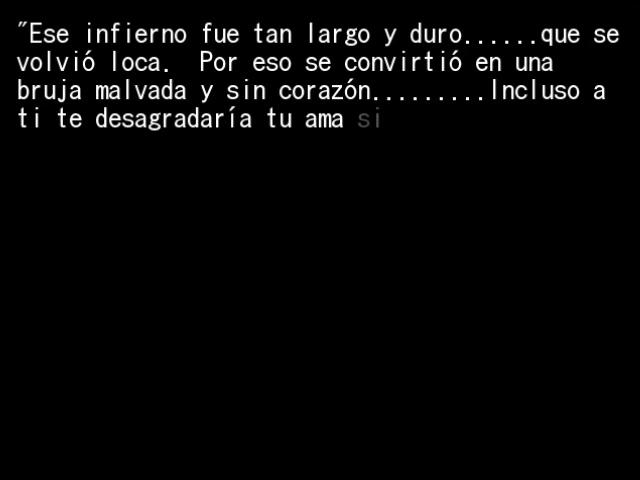 "Ese infierno fue tan largo y duro......que se
volvió loca.  Por eso se convirtió en una
bruja malvada y sin corazón.........Incluso a
ti te desagradaría tu ama si